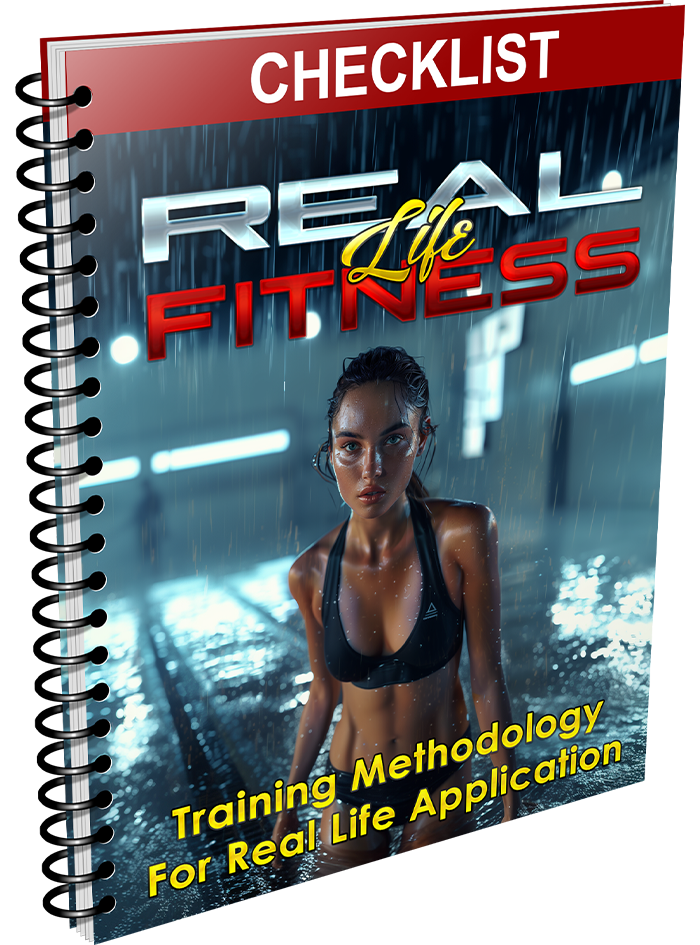 CHECKLIST
REAL
Life
FITNESS
Training Methodology
For Real Life Application